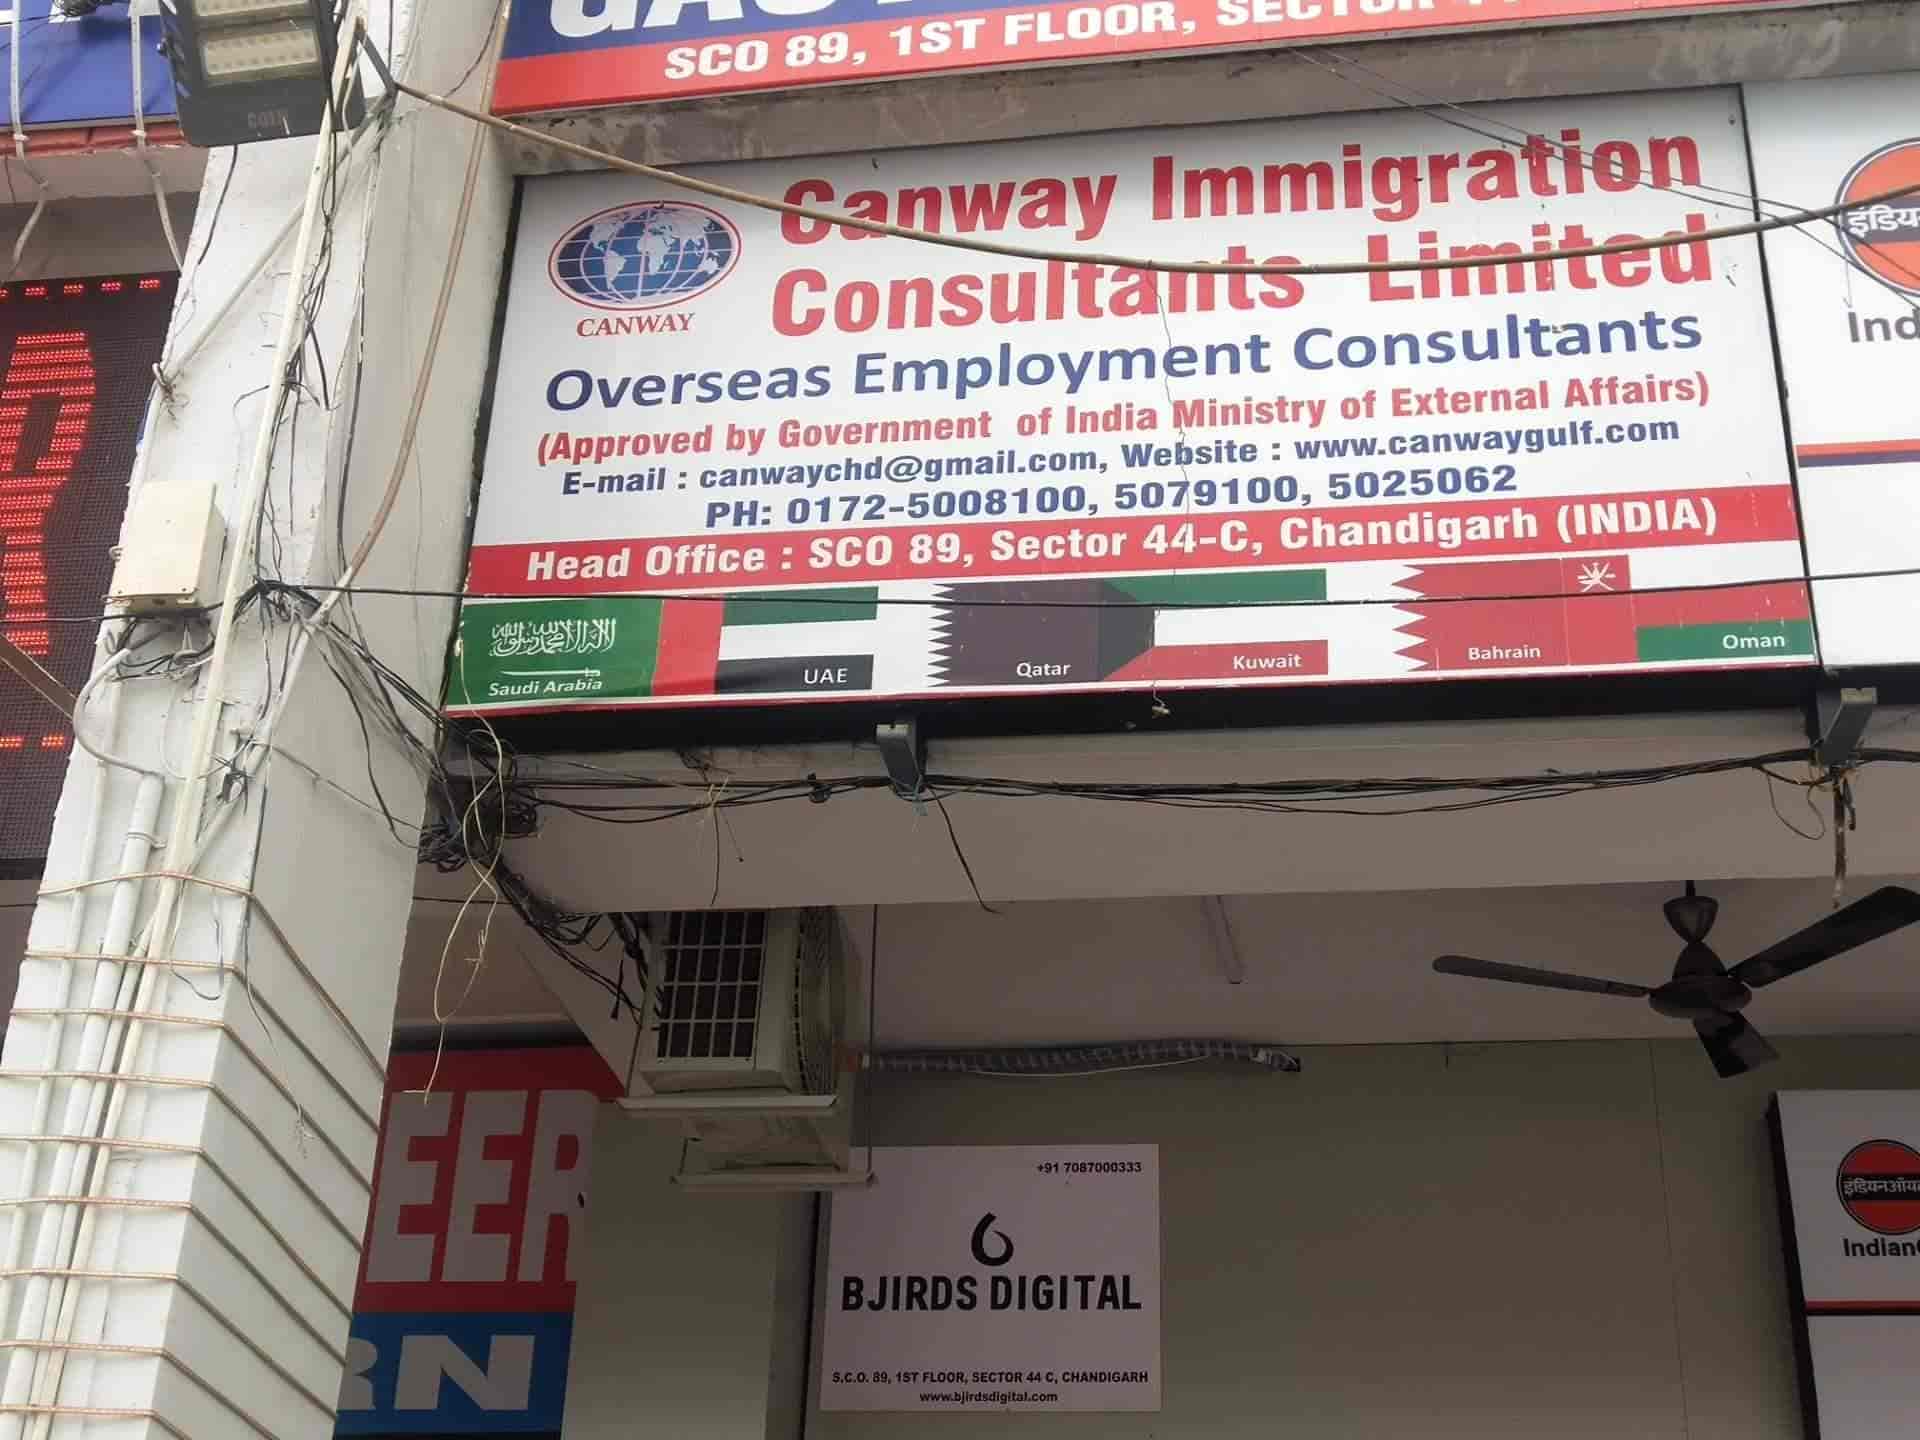 SCO 89, 1ST FLOOR, SECTOR
CANWAY
Canway Immigration
Consultants Limited
Overseas Employment Consultants
(Approved by Government of India Ministry of External Affairs)
E-mail : canwaychd@gmail.com, Website : www.canwaygulf.com
PH: 0172-5008100, 5079100, 5025062
Head Office : SCO 89, Sector 44-C, Chandigarh (INDIA)
Saudi Arabia
UAE
Qatar
Kuwait
Bahrain
Oman
+91 7087000333
BJIRDS DIGITAL
S.C.O. 89, 1ST FLOOR, SECTOR 44 C, CHANDIGARH
www.bjirdsdigital.com
इंडियनऑयल
Indian